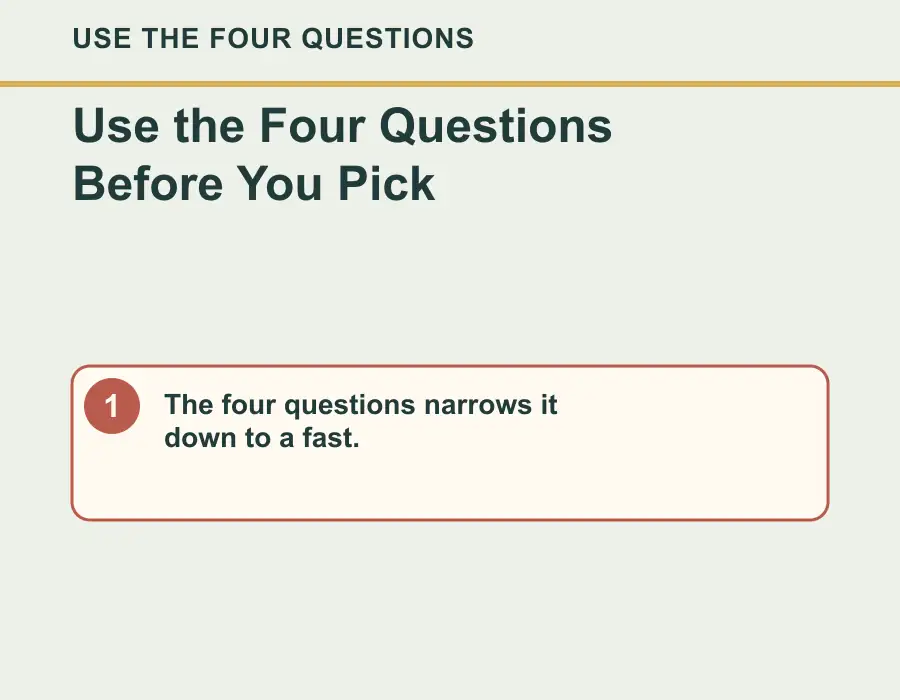 USE THE FOUR QUESTIONS
Use the Four Questions
Before You Pick
1
The four questions narrows it
down to a fast.